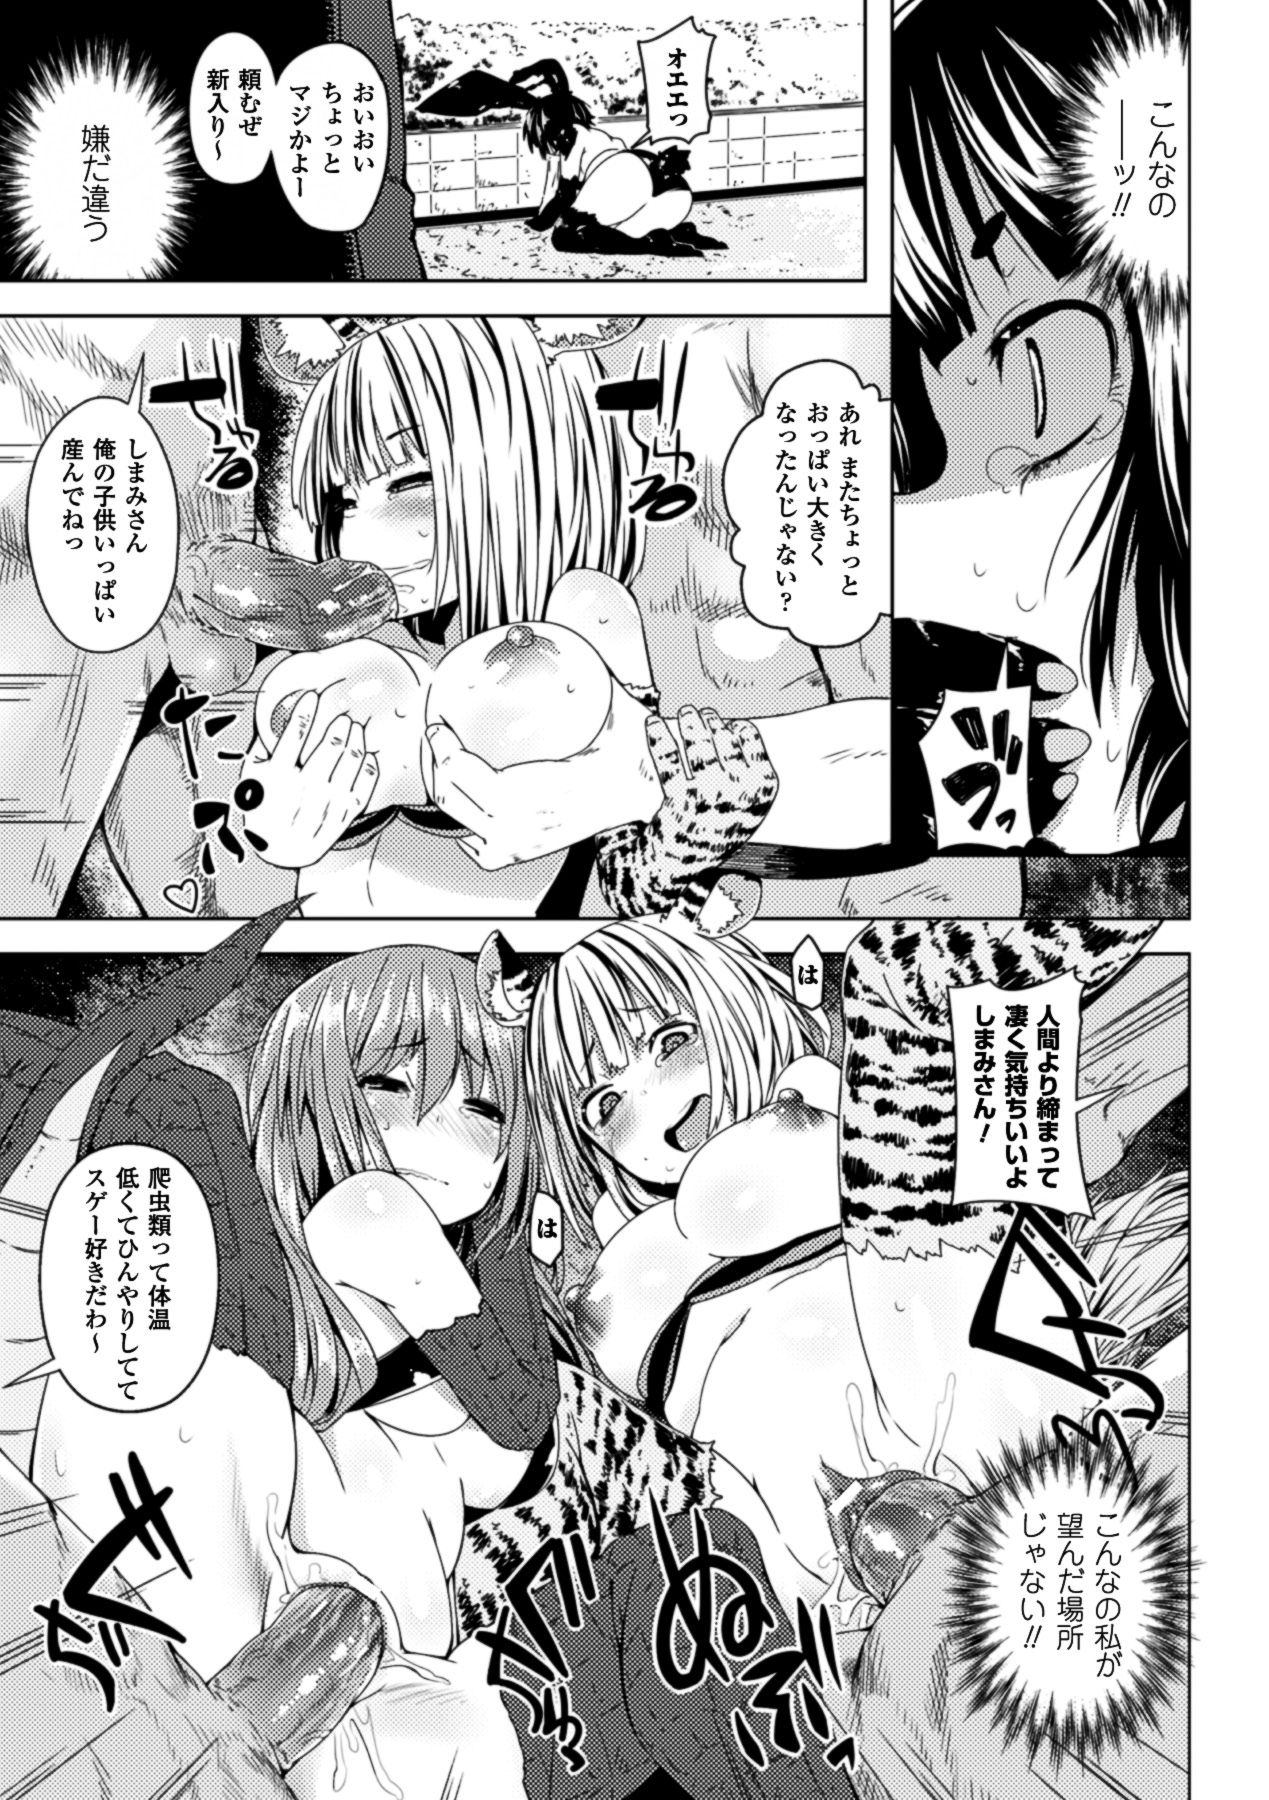 こんなの
――ッ!!
オエエっ
おいおい
ちょっと
マジかよー
頼むぜ
新入り～
嫌だ違う
あれ またちょっと
おっぱい大きく
なったんじゃない？
しまみさん
俺の子供いっぱい
産んでねっ
たぷ
人間より締まって
凄く気持ちいいよ
しまみさん！
は
は
爬虫類って体温
低くてひんやりしてて
スゲー好きだわ～
こんなの私が
望んだ場所
じゃない!!